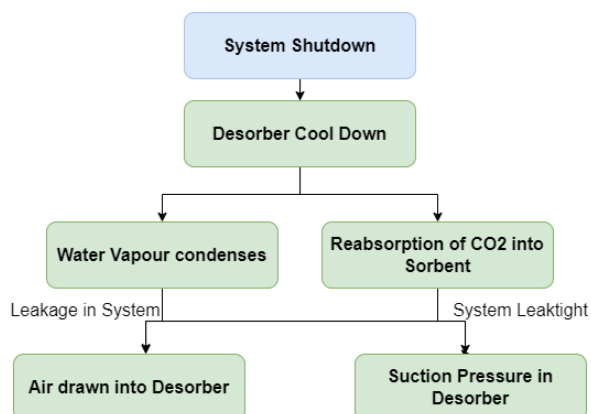 System Shutdown
Desorber Cool Down
Water Vapour condenses
Reabsorption of CO2 into
Sorbent
Leakage in System
System Leaktight
Air drawn into Desorber
Suction Pressure in
Desorber